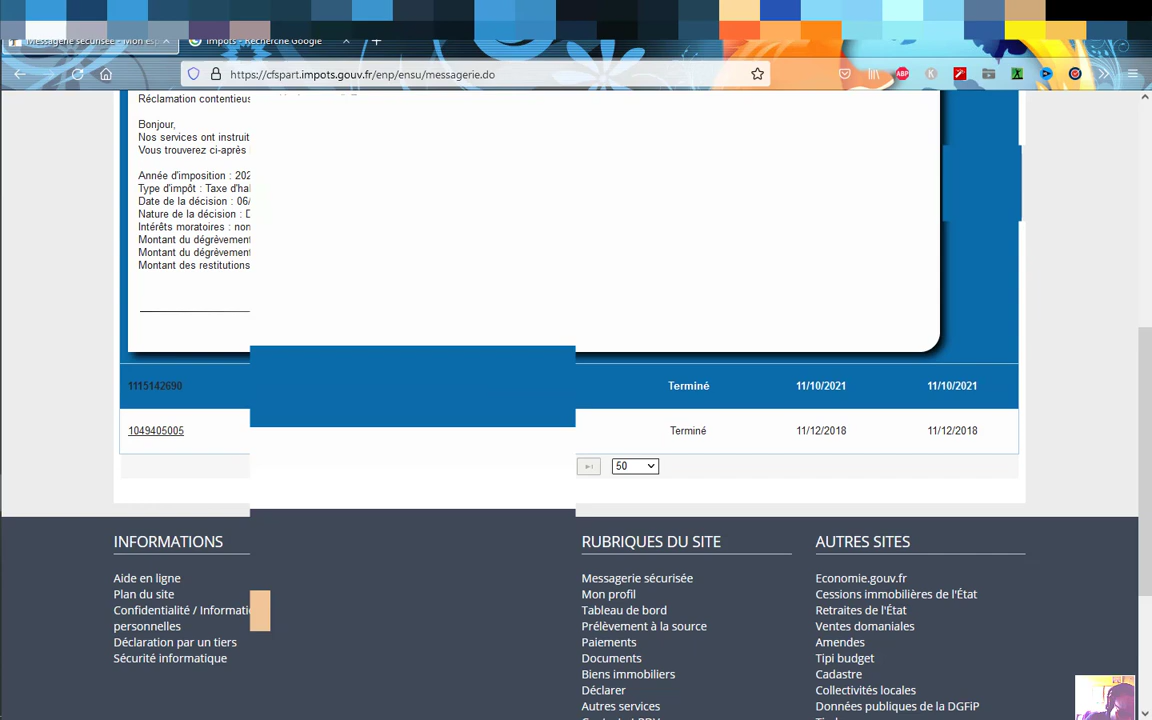 Messagerie sécurisée - Mon esp
Impots - Recherche Google
https://cfspart.impots.gouv.fr/enp/ensu/messagerie.do
Réclamation contentieus
Bonjour,
Nos services ont instruit
Vous trouverez ci-après
Année d'imposition : 202
Type d'impôt : Taxe d'hal
Date de la décision : 06/
Nature de la décision : D
Intérêts moratoires : non
Montant du dégrèvement
Montant du dégrèvement
Montant des restitutions
1115142690 Terminé 11/10/2021 11/10/2021
1049405005 Terminé 11/12/2018 11/12/2018
50
INFORMATIONS
Aide en ligne
Plan du site
Confidentialité / Informati
personnelles
Déclaration par un tiers
Sécurité informatique
RUBRIQUES DU SITE
Messagerie sécurisée
Mon profil
Tableau de bord
Prélèvement à la source
Paiements
Documents
Biens immobiliers
Déclarer
Autres services
AUTRES SITES
Economie.gouv.fr
Cessions immobilières de l'État
Retraites de l'État
Ventes domaniales
Amendes
Tipi budget
Cadastre
Collectivités locales
Données publiques de la DGFiP